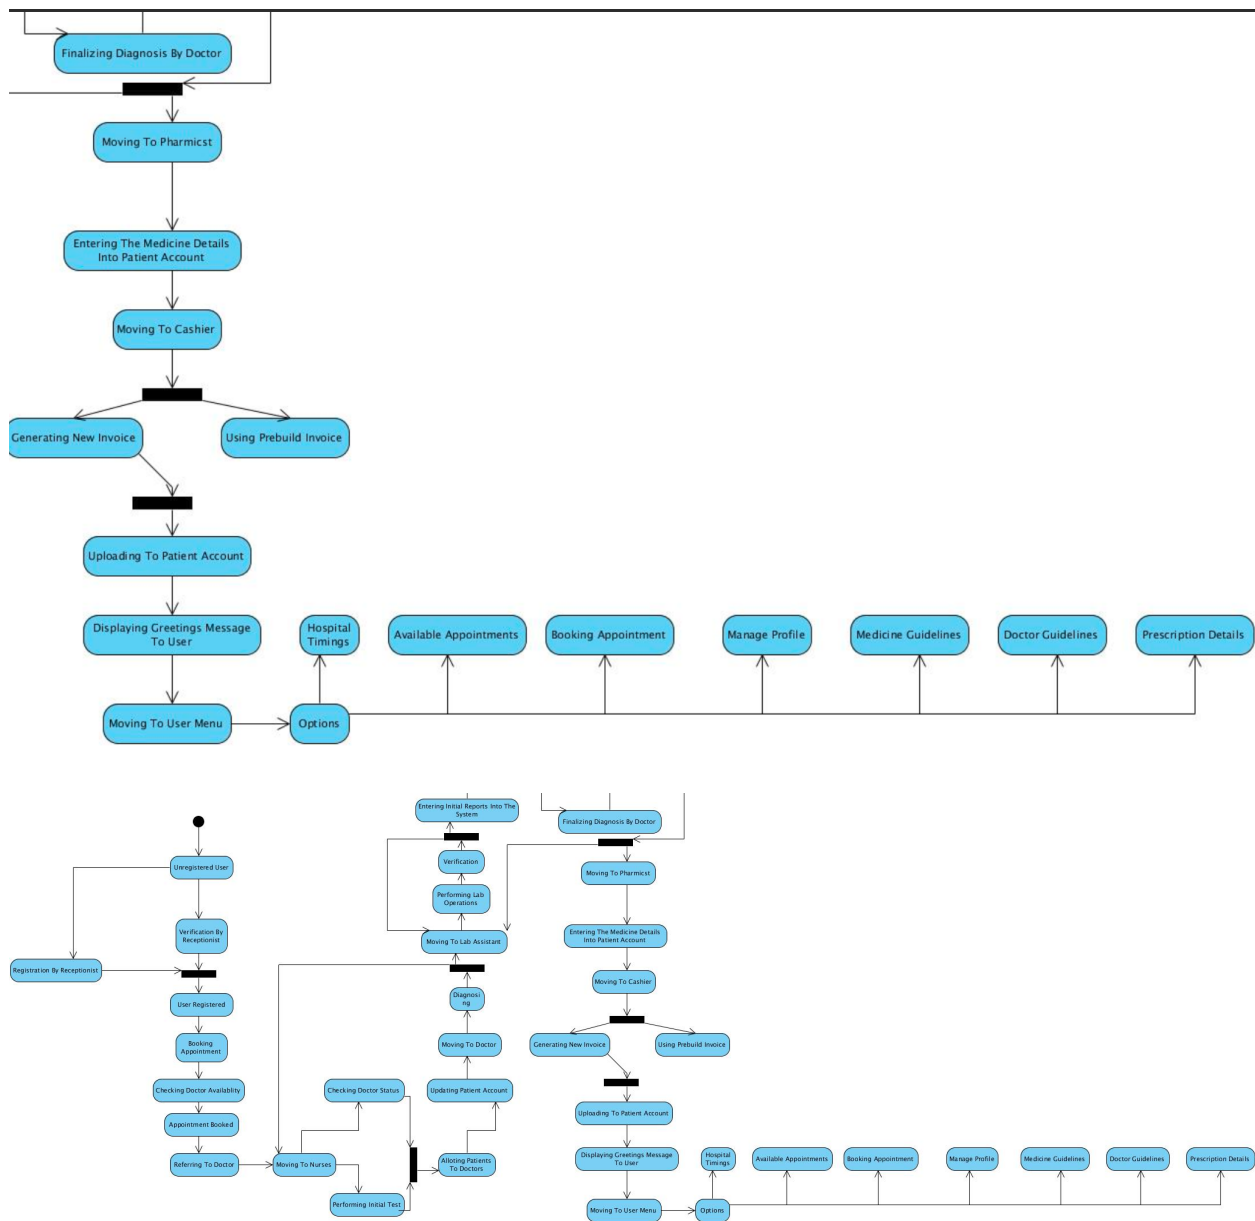 Finalizing Diagnosis By Doctor
Moving To Pharmicst
Entering The Medicine Details
Into Patient Account
Moving To Cashier
Generating New Invoice
Using Prebuild Invoice
Uploading To Patient Account
Displaying Greetings Message
To User
Hospital
Timings
Available Appointments
Booking Appointment
Manage Profile
Medicine Guidelines
Doctor Guidelines
Prescription Details
Moving To User Menu
Options
Unregistered User
Verification By
Receptionist
Registration By Receptionist
User Registered
Booking
Appointment
Checking Doctor Availablity
Appointment Booked
Referring To Doctor
Moving To Nurses
Checking Doctor Status
Performing Initial Test
Alloting Patients
To Doctors
Updating Patient Account
Moving To Doctor
Diagnosi
ng
Moving To Lab Assistant
Performing Lab
Operations
Verification
Entering Initial Reports Into The
System
Finalizing Diagnosis By Doctor
Moving To Pharmicst
Entering The Medicine Details
Into Patient Account
Moving To Cashier
Generating New Invoice
Using Prebuild Invoice
Uploading To Patient Account
Displaying Greetings Message
To User
Hospital
Timings
Available Appointments
Booking Appointment
Manage Profile
Medicine Guidelines
Doctor Guidelines
Prescription Details
Moving To User Menu
Options